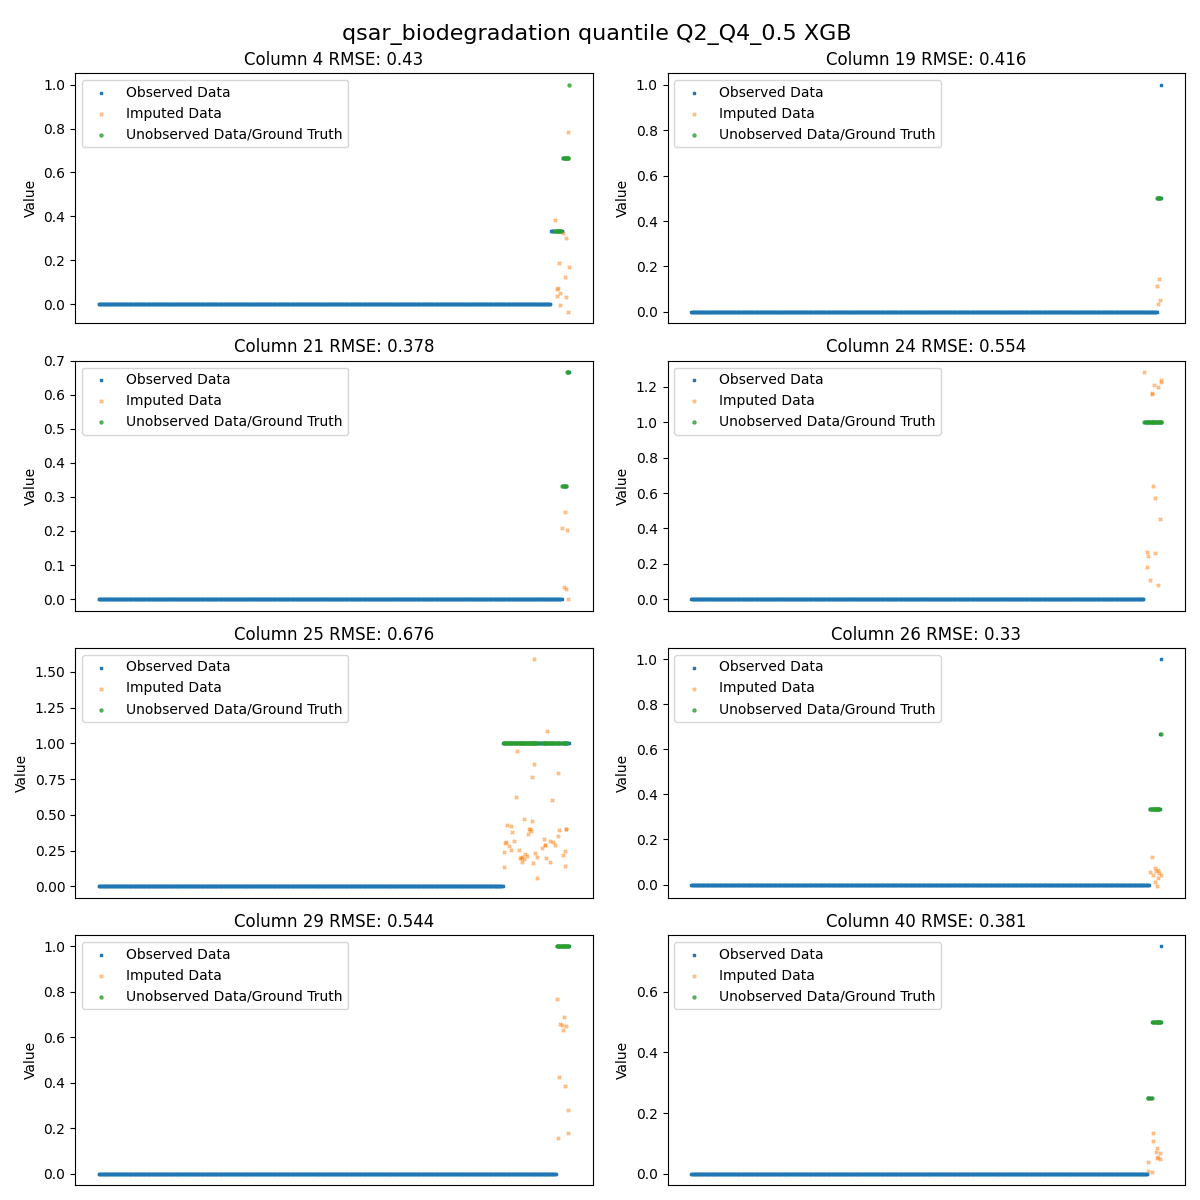 qsar_biodegradation quantile Q2_Q4_0.5 XGB
Column 4 RMSE: 0.43
Value
1.0
0.8
0.6
0.4
0.2
0.0
Observed Data
Imputed Data
Unobserved Data/Ground Truth
Column 19 RMSE: 0.416
Value
1.0
0.8
0.6
0.4
0.2
0.0
Observed Data
Imputed Data
Unobserved Data/Ground Truth
Column 21 RMSE: 0.378
Value
0.7
0.6
0.5
0.4
0.3
0.2
0.1
0.0
Observed Data
Imputed Data
Unobserved Data/Ground Truth
Column 24 RMSE: 0.554
Value
1.2
1.0
0.8
0.6
0.4
0.2
0.0
Observed Data
Imputed Data
Unobserved Data/Ground Truth
Column 25 RMSE: 0.676
Value
1.50
1.25
1.00
0.75
0.50
0.25
0.00
Observed Data
Imputed Data
Unobserved Data/Ground Truth
Column 26 RMSE: 0.33
Value
1.0
0.8
0.6
0.4
0.2
0.0
Observed Data
Imputed Data
Unobserved Data/Ground Truth
Column 29 RMSE: 0.544
Value
1.0
0.8
0.6
0.4
0.2
0.0
Observed Data
Imputed Data
Unobserved Data/Ground Truth
Column 40 RMSE: 0.381
Value
0.6
0.4
0.2
0.0
Observed Data
Imputed Data
Unobserved Data/Ground Truth